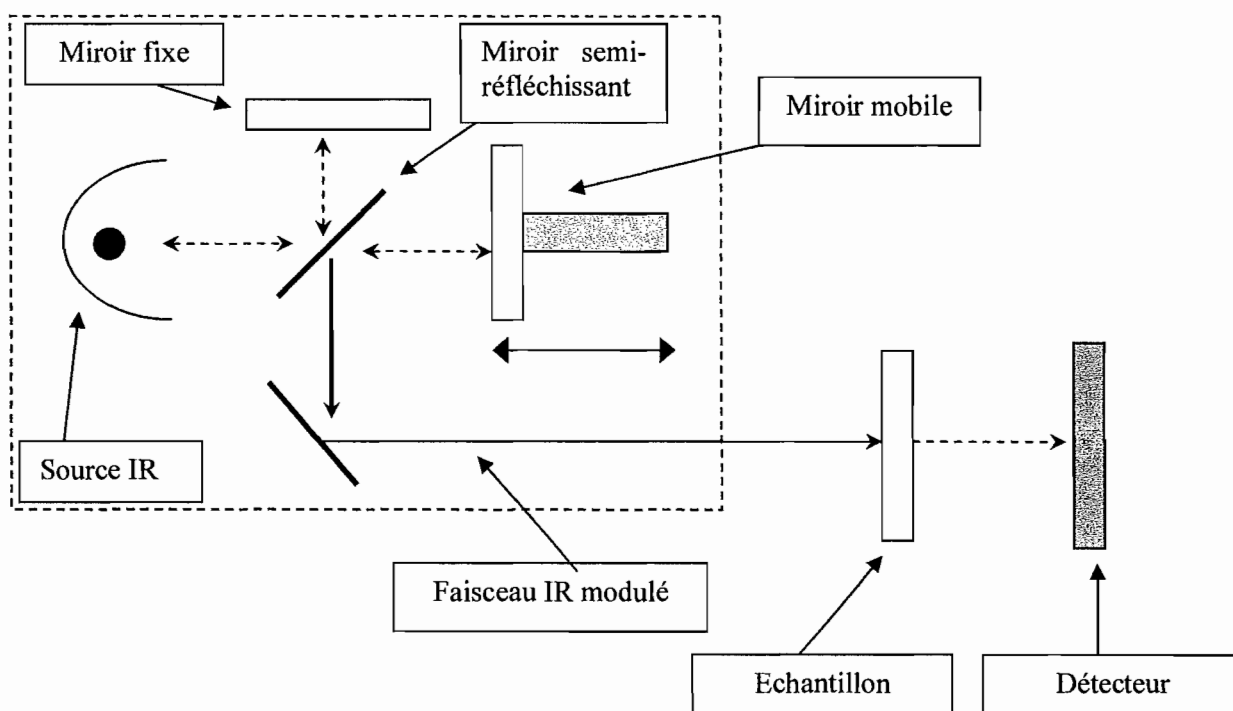 Miroir fixe
Miroir semi-
réfléchissant
Miroir mobile
Source IR
Faisceau IR modulé
Echantillon
Détecteur